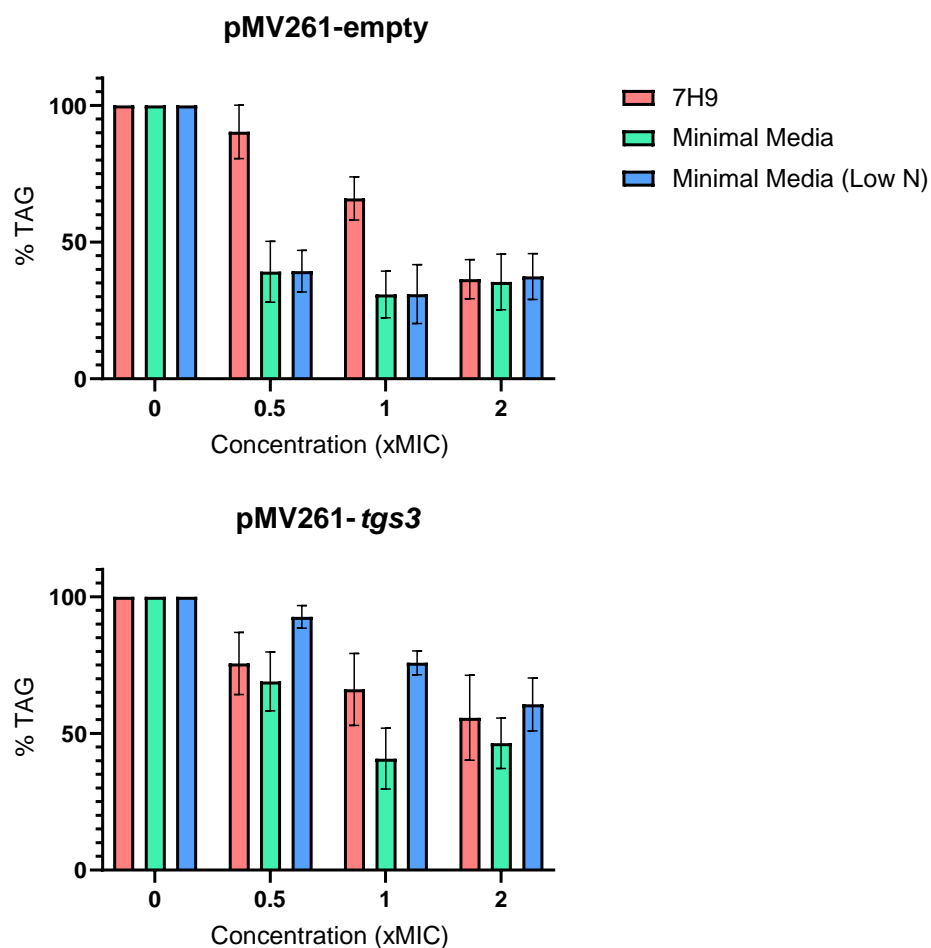 pMV261-empty
% TAG
100
50
0
0 0.5 1 2
Concentration (xMIC)
7H9
Minimal Media
Minimal Media (Low N)
pMV261-tgs3
% TAG
100
50
0
0 0.5 1 2
Concentration (xMIC)